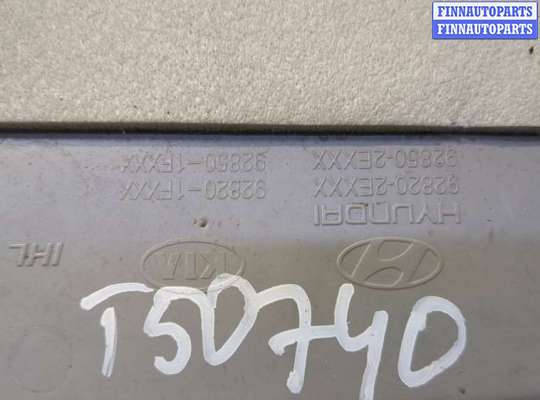 FINNAUTOPARTS
FINNAUTOPARTS
HYUNDAI
92820-2EXXX
92850-2EXXX
KIA
92820-1FXXX
92850-1FXXX
IHL
T50740